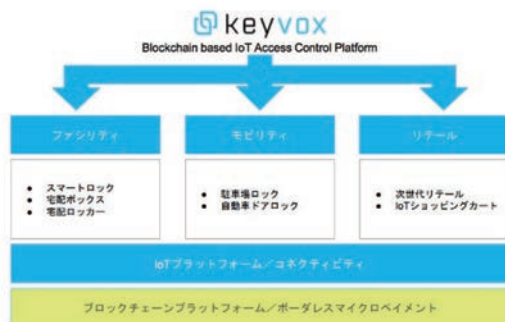 keyvox
Blockchain based IoT Access Control Platform
ファシリティ
モビリティ
リテール
● スマートロック
● 宅配ボックス
● 宅配ロッカー
● 駐車場ロック
● 自動車ドアロック
● 次世代リテール
● IoTショッピングカート
IoTプラットフォーム／コネクティビティ
ブロックチェーンプラットフォーム／ボーダレスマイクロペイメント